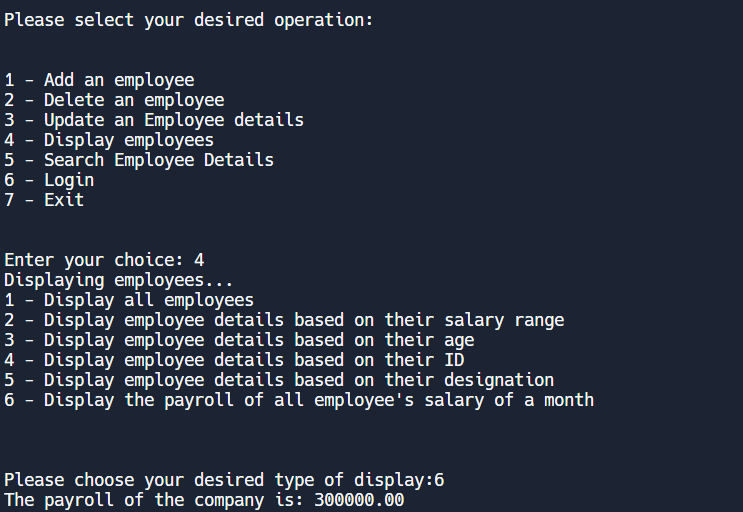 Please select your desired operation:
1 - Add an employee
2 - Delete an employee
3 - Update an Employee details
4 - Display employees
5 - Search Employee Details
6 - Login
7 - Exit
Enter your choice: 4
Displaying employees...
1 - Display all employees
2 - Display employee details based on their salary range
3 - Display employee details based on their age
4 - Display employee details based on their ID
5 - Display employee details based on their designation
6 - Display the payroll of all employee's salary of a month
Please choose your desired type of display:6
The payroll of the company is: 300000.00